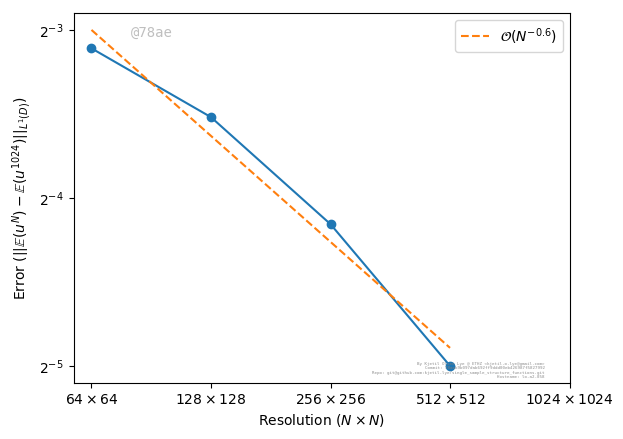 @78ae
O(N^{-0.6})
2^{-3}
2^{-4}
2^{-5}
Error (||𝔼(u^N) − 𝔼(u^{1024})||_{L^1(D)})
64 × 64
128 × 128
256 × 256
512 × 512
1024 × 1024
Resolution (N × N)